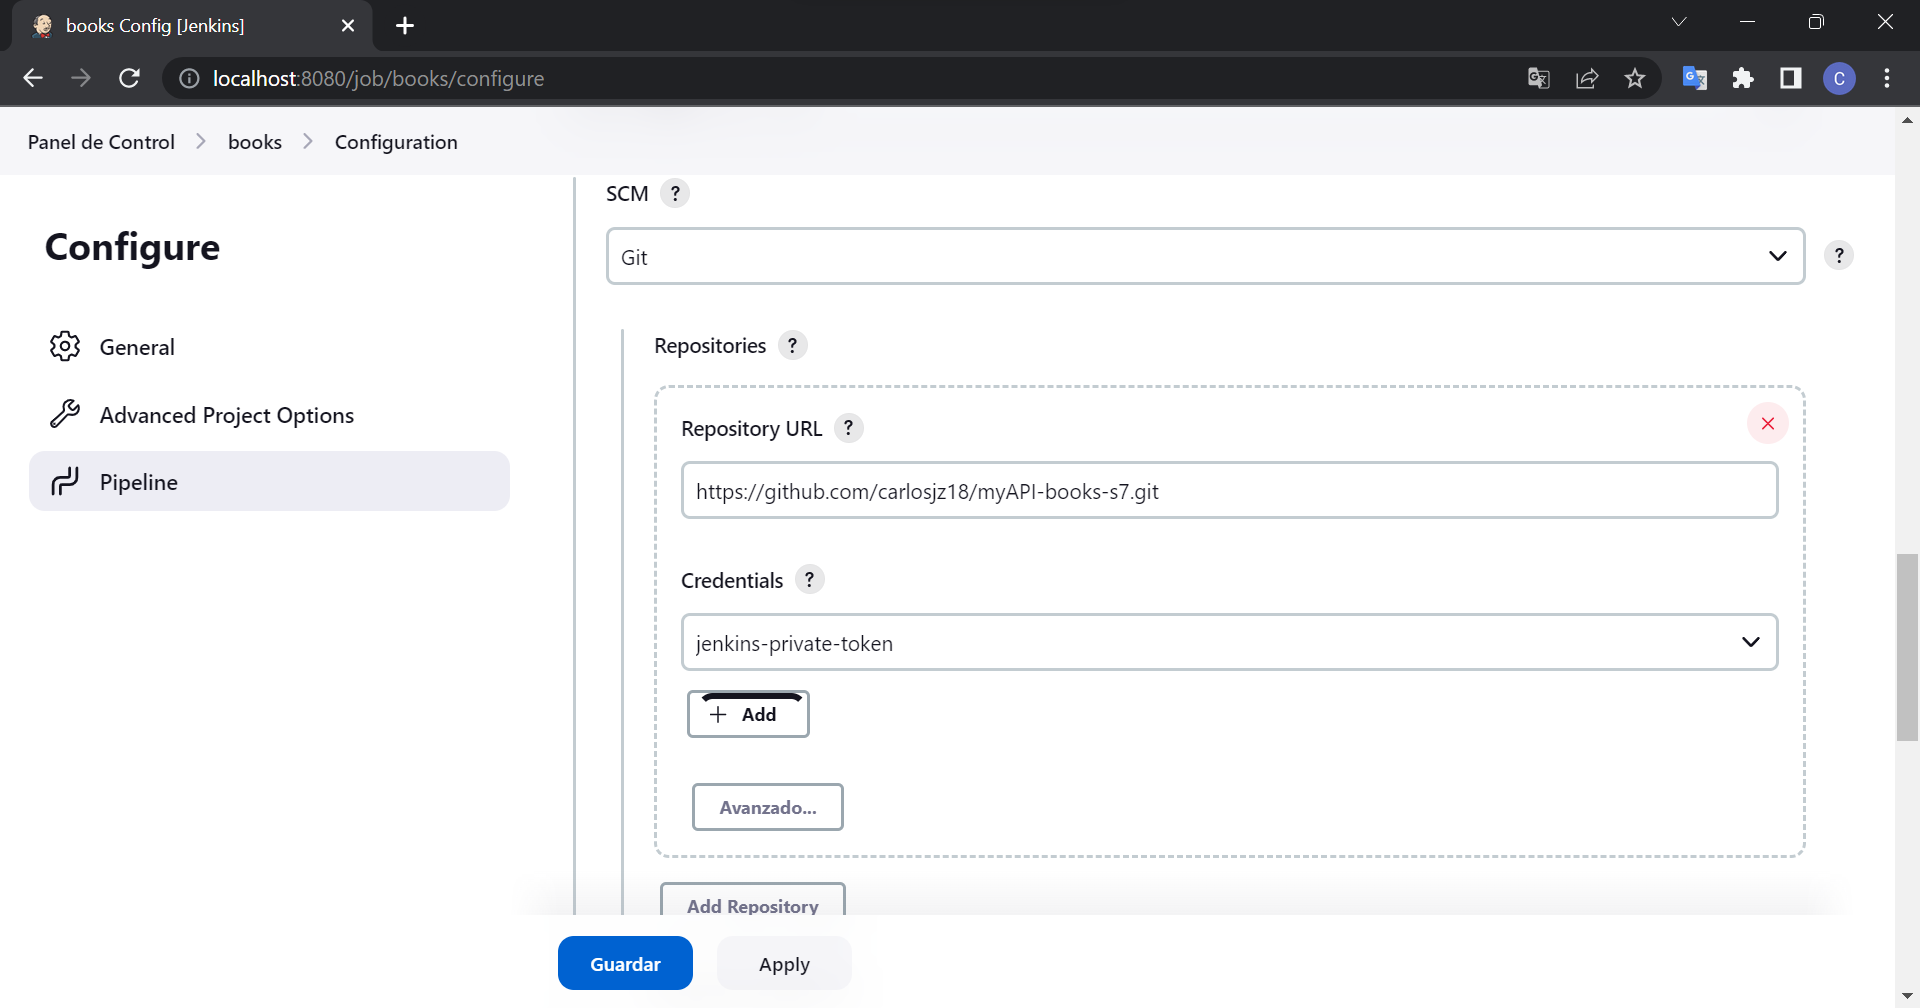 books Config [Jenkins]
localhost:8080/job/books/configure
C
Panel de Control
books
Configuration
Configure
General
Advanced Project Options
Pipeline
SCM ?
Git
?
Repositories ?
Repository URL ?
https://github.com/carlosjz18/myAPI-books-s7.git
Credentials ?
jenkins-private-token
Add
Avanzado...
Add Repository
Guardar
Apply